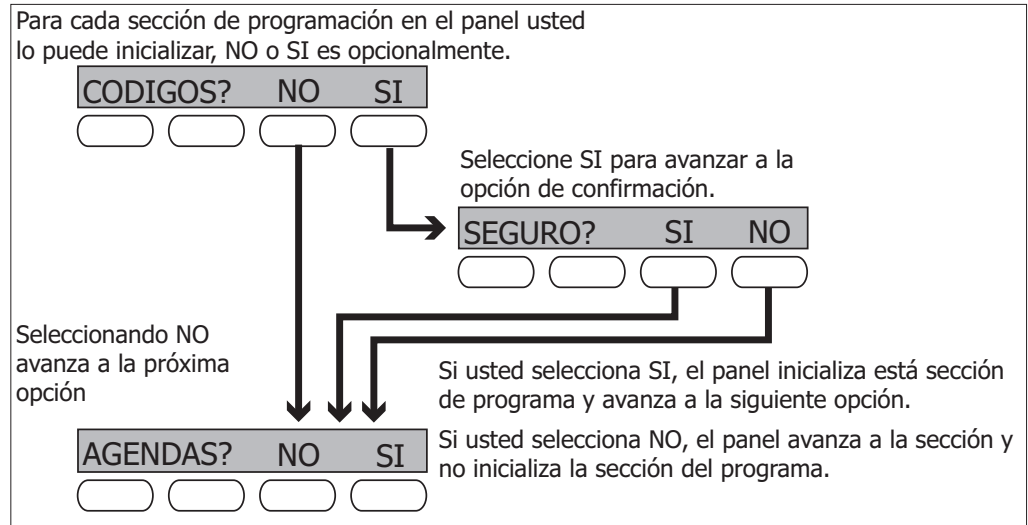 Para cada sección de programación en el panel usted
lo puede inicializar, NO o SI es opcionalmente.
CODIGOS? NO SI
Seleccione SI para avanzar a la
opción de confirmación.
SEGURO? SI NO
Seleccionando NO
avanza a la próxima
opción
Si usted selecciona SI, el panel inicializa está sección
de programa y avanza a la siguiente opción.
Si usted selecciona NO, el panel avanza a la sección y
no inicializa la sección del programa.
AGENDAS? NO SI